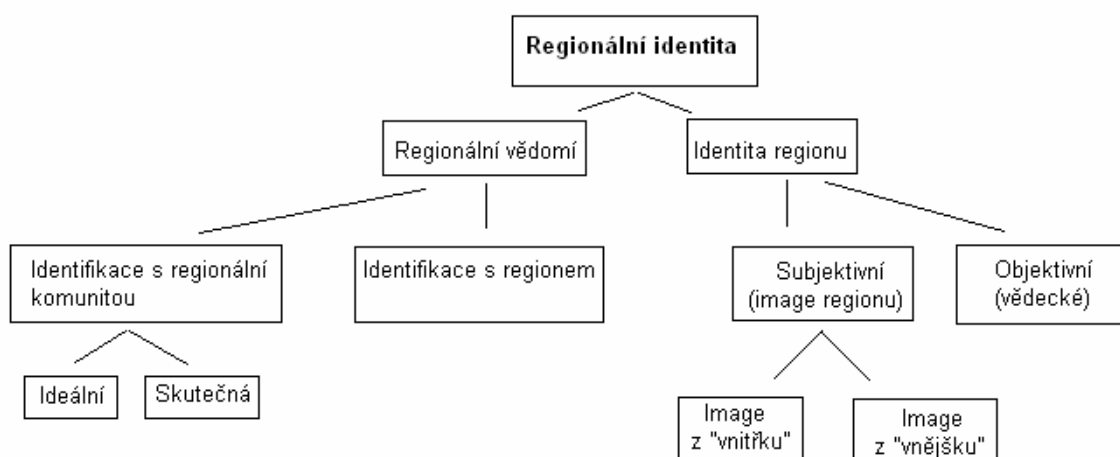 Regionální identita
Regionální vědomí
Identita regionu
Identifikace s regionální
komunitou
Identifikace s regionem
Subjektivní
(image regionu)
Objektivní
(vědecké)
Ideální
Skutečná
Image
z "vnitřku"
Image
z "vnějšku"